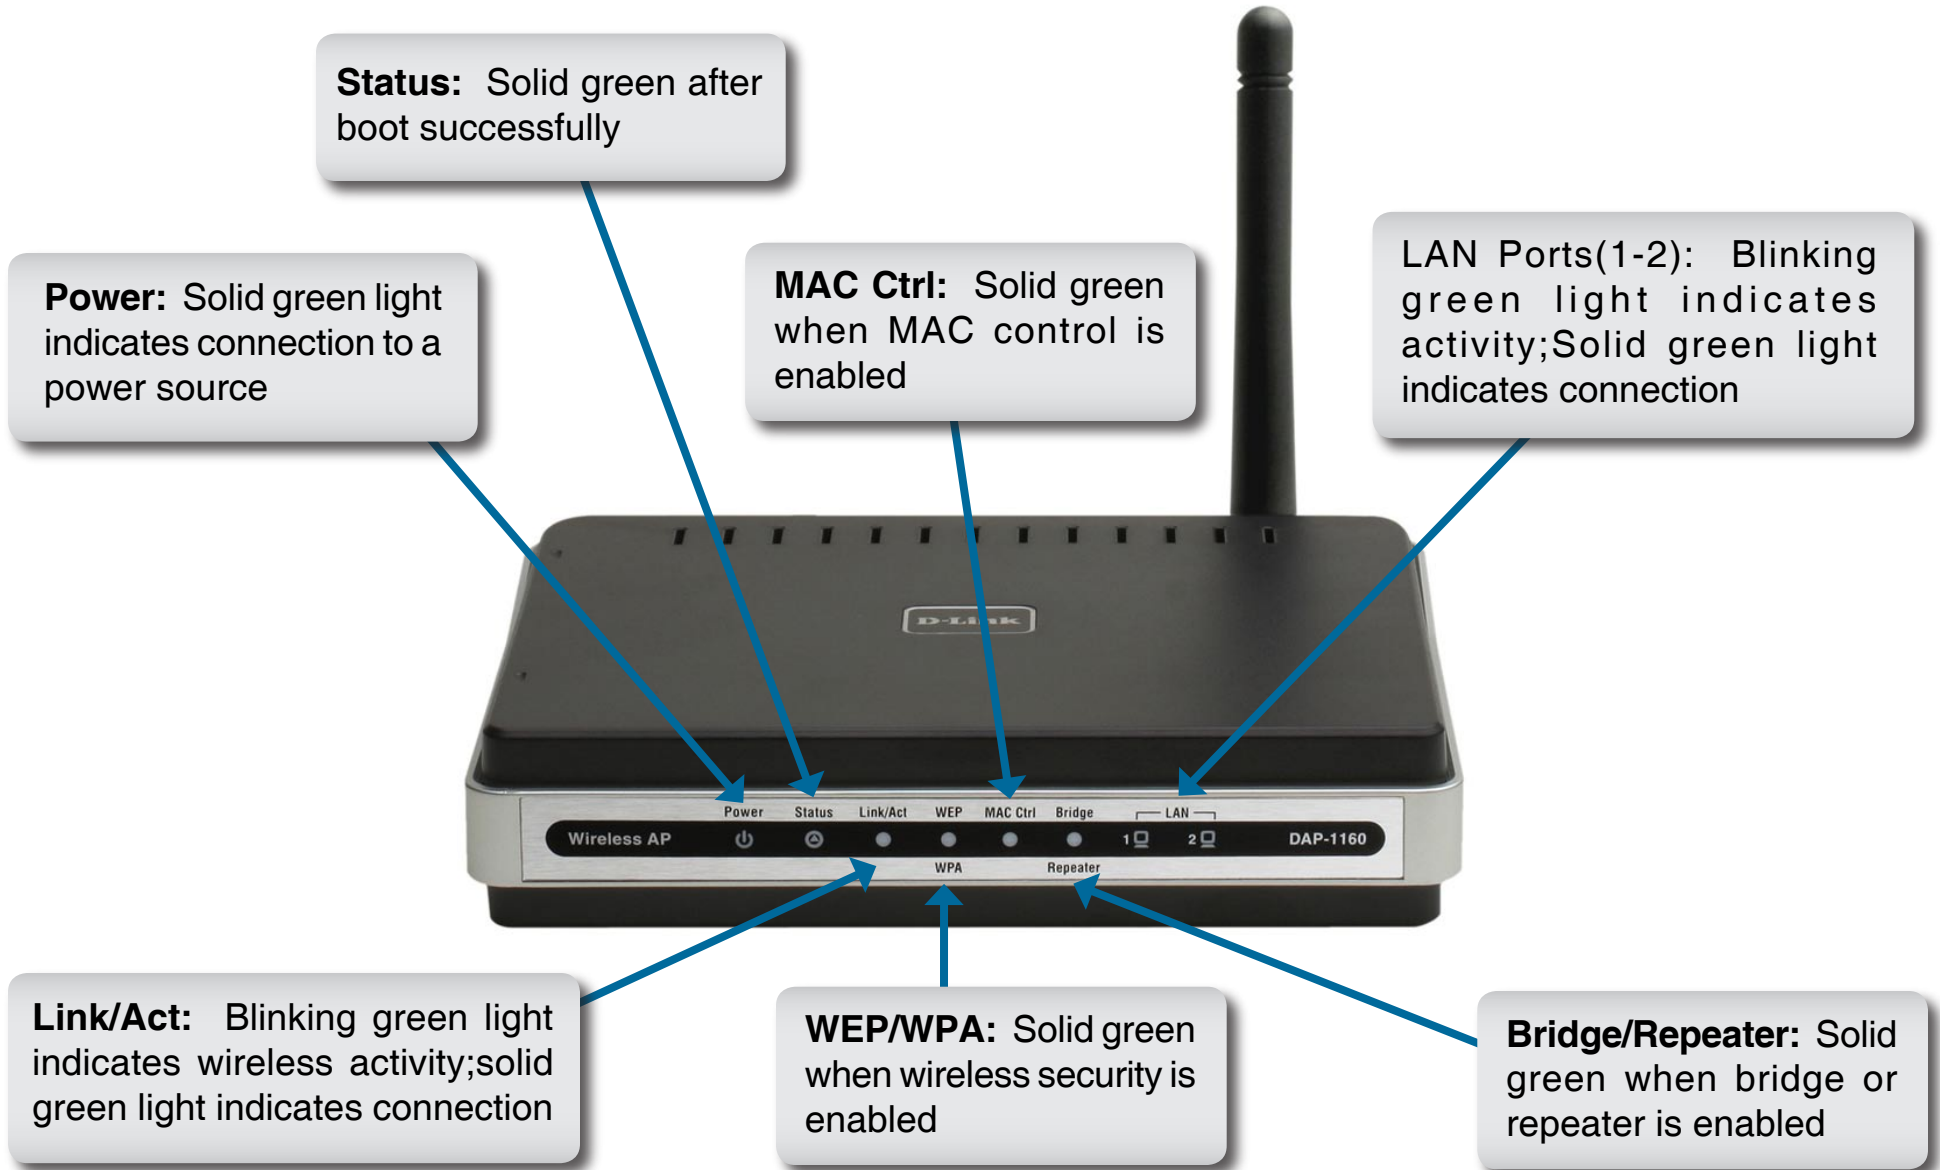 Status: Solid green after
boot successfully
Power: Solid green light
indicates connection to a
power source
MAC Ctrl: Solid green
when MAC control is
enabled
LAN Ports(1-2): Blinking
green light indicates
activity;Solid green light
indicates connection
D-Link
Power Status Link/Act WEP MAC Ctrl Bridge LAN
Wireless AP 1 2 DAP-1160
WPA Repeater
Link/Act: Blinking green light
indicates wireless activity;solid
green light indicates connection
WEP/WPA: Solid green
when wireless security is
enabled
Bridge/Repeater: Solid
green when bridge or
repeater is enabled